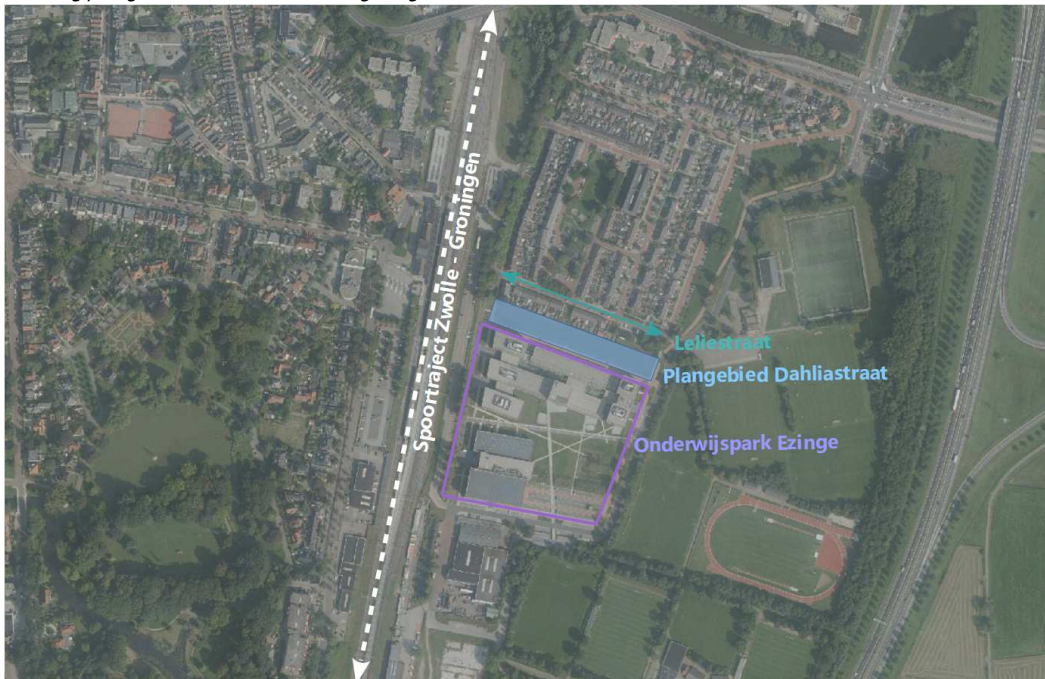 Spoortraject Zwolle - Groningen
Leliestraat
Plangebied Dahliastraat
Onderwijspark Ezinge